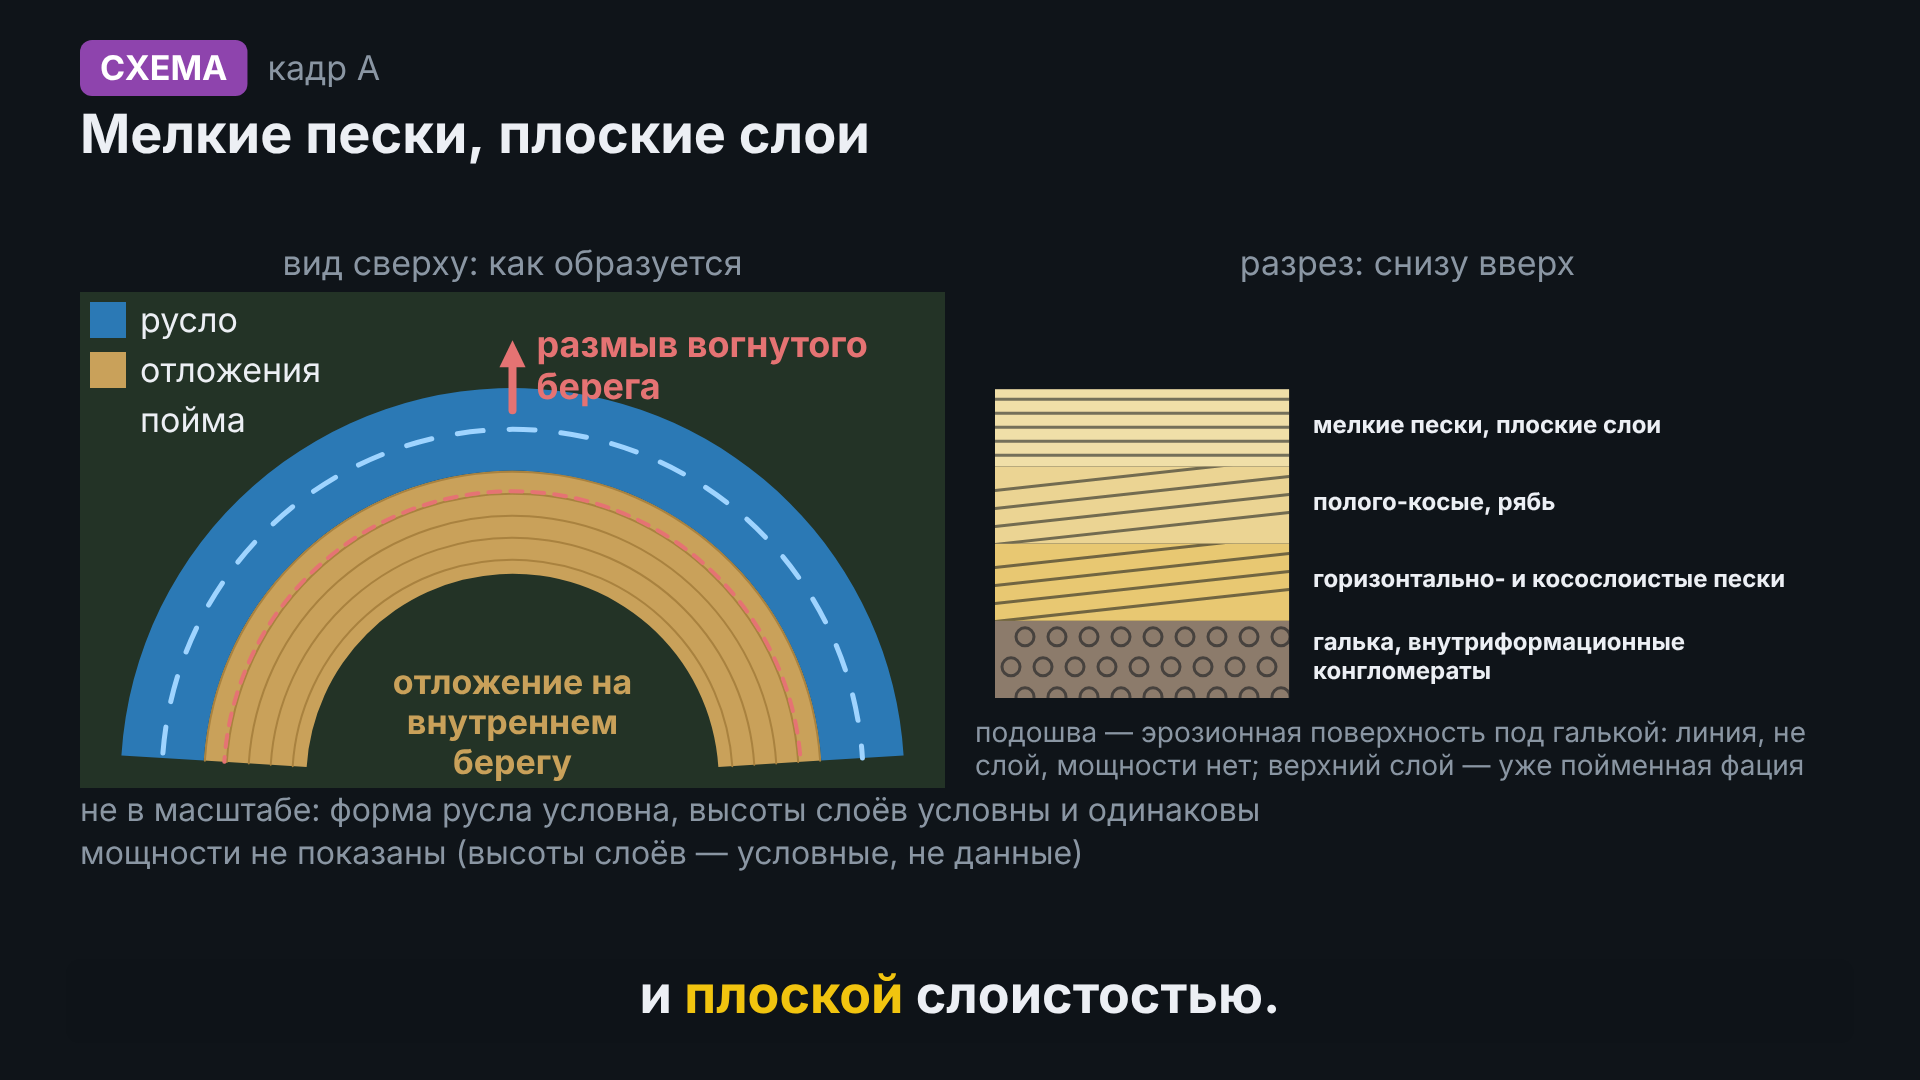 СХЕМА кадр А
Мелкие пески, плоские слои
вид сверху: как образуется
русло
отложения
пойма
размыв вогнутого
берега
отложение на
внутреннем
берегу
разрез: снизу вверх
мелкие пески, плоские слои
полого-косые, рябь
горизонтально- и косослоистые пески
галька, внутриформационные
конгломераты
подошва — эрозионная поверхность под галькой: линия, не
слой, мощности нет; верхний слой — уже пойменная фация
не в масштабе: форма русла условна, высоты слоёв условны и одинаковы
мощности не показаны (высоты слоёв — условные, не данные)
и плоской слоистостью.